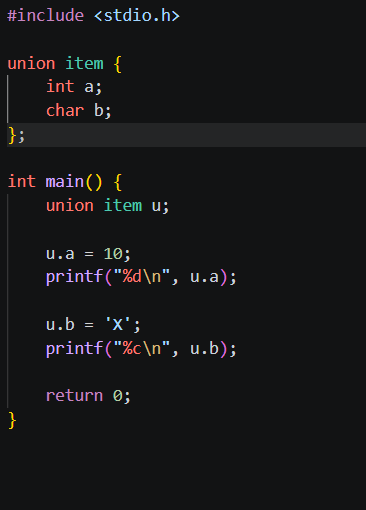 #include <stdio.h>
union item {
    int a;
    char b;
};
int main() {
    union item u;
    u.a = 10;
    printf("%d\n", u.a);
    u.b = 'X';
    printf("%c\n", u.b);
    return 0;
}